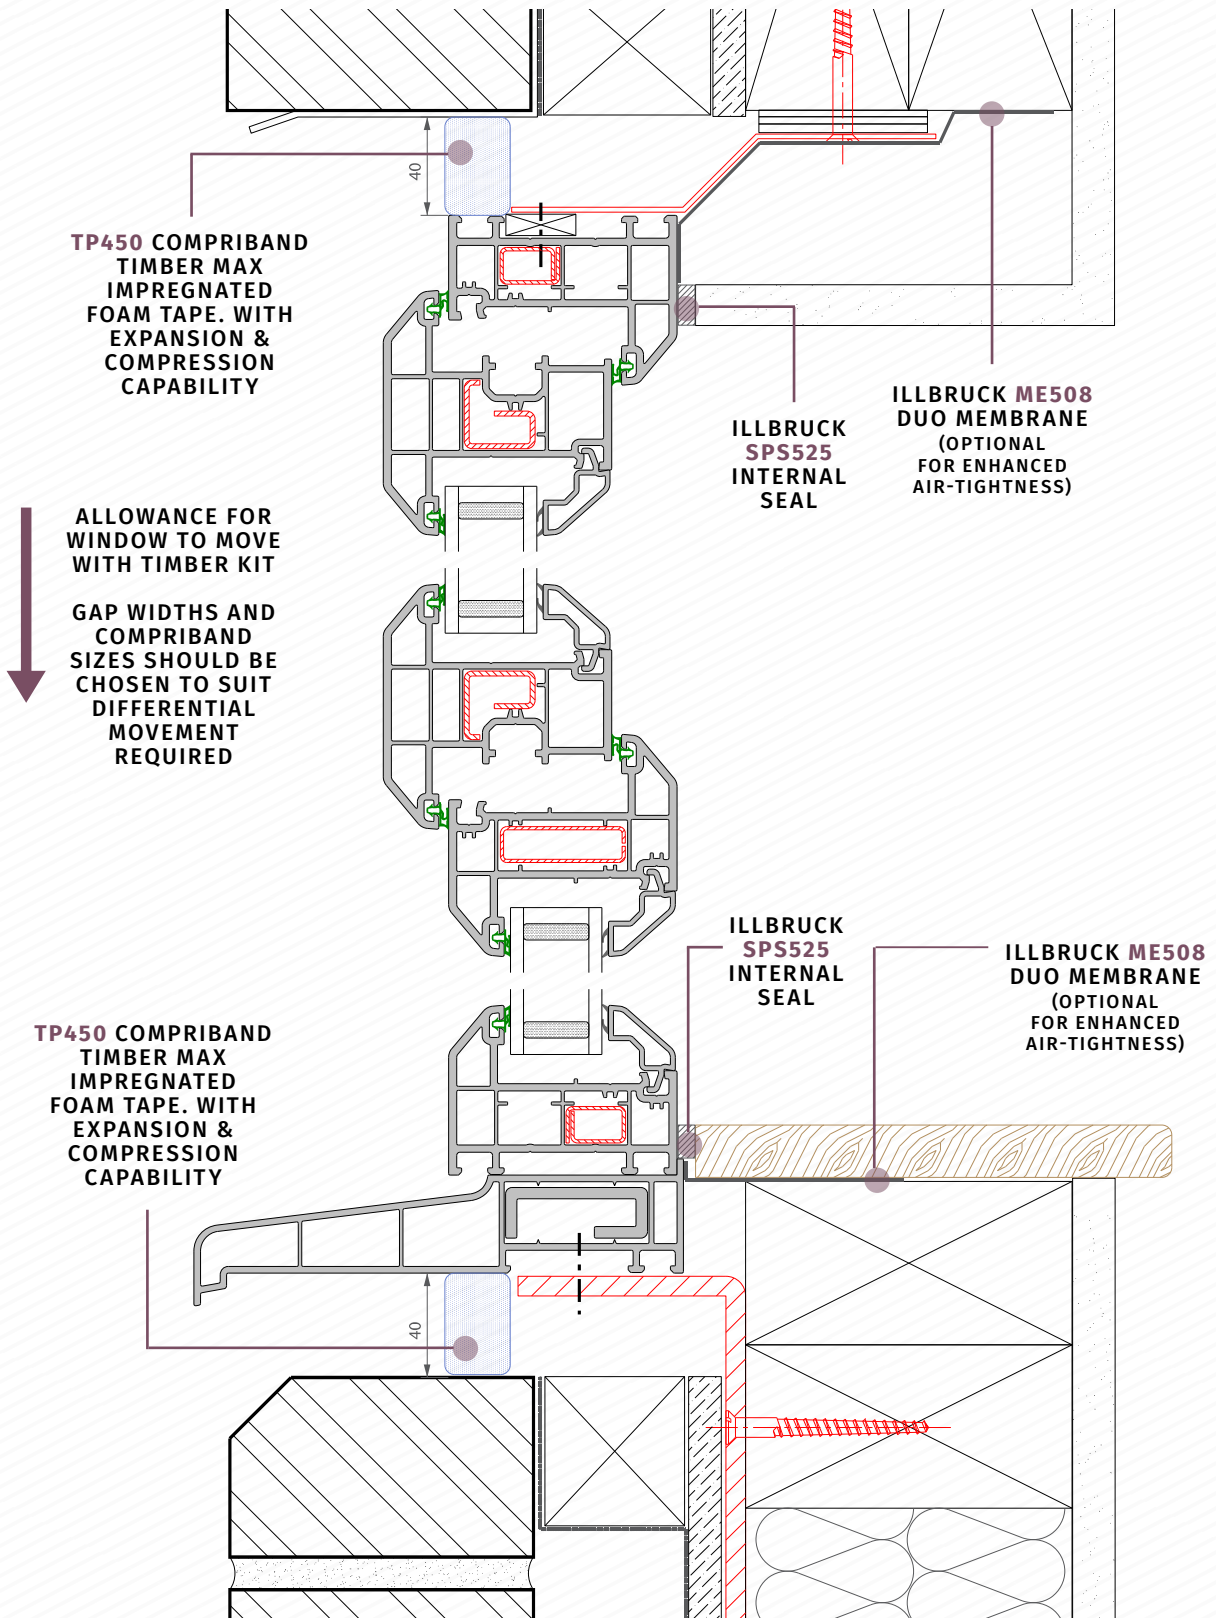 40
TP450 COMPRIBAND
TIMBER MAX
IMPREGNATED
FOAM TAPE. WITH
EXPANSION &
COMPRESSION
CAPABILITY
ILLBRUCK
SPS525
INTERNAL
SEAL
ILLBRUCK ME508
DUO MEMBRANE
(OPTIONAL
FOR ENHANCED
AIR-TIGHTNESS)
ALLOWANCE FOR
WINDOW TO MOVE
WITH TIMBER KIT
GAP WIDTHS AND
COMPRIBAND
SIZES SHOULD BE
CHOSEN TO SUIT
DIFFERENTIAL
MOVEMENT
REQUIRED
ILLBRUCK
SPS525
INTERNAL
SEAL
ILLBRUCK ME508
DUO MEMBRANE
(OPTIONAL
FOR ENHANCED
AIR-TIGHTNESS)
TP450 COMPRIBAND
TIMBER MAX
IMPREGNATED
FOAM TAPE. WITH
EXPANSION &
COMPRESSION
CAPABILITY
40